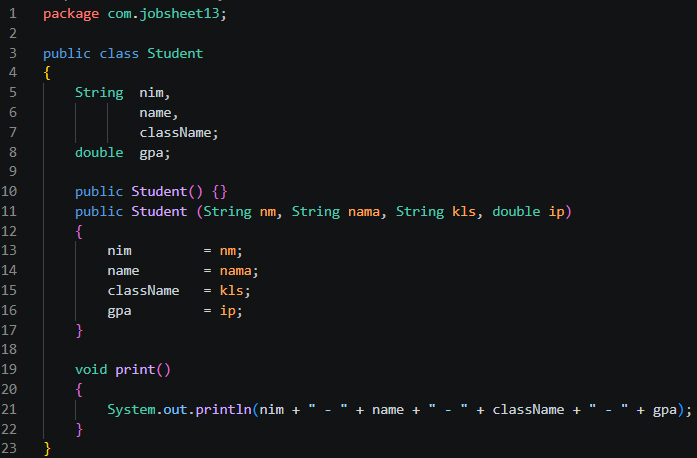 1 package com.jobsheet13;
2
3 public class Student
4 {
5     String  nim,
6             name,
7             className;
8     double  gpa;
9
10     public Student() {}
11     public Student (String nm, String nama, String kls, double ip)
12     {
13         nim         = nm;
14         name        = nama;
15         className   = kls;
16         gpa         = ip;
17     }
18
19     void print()
20     {
21         System.out.println(nim + " - " + name + " - " + className + " - " + gpa);
22     }
23 }